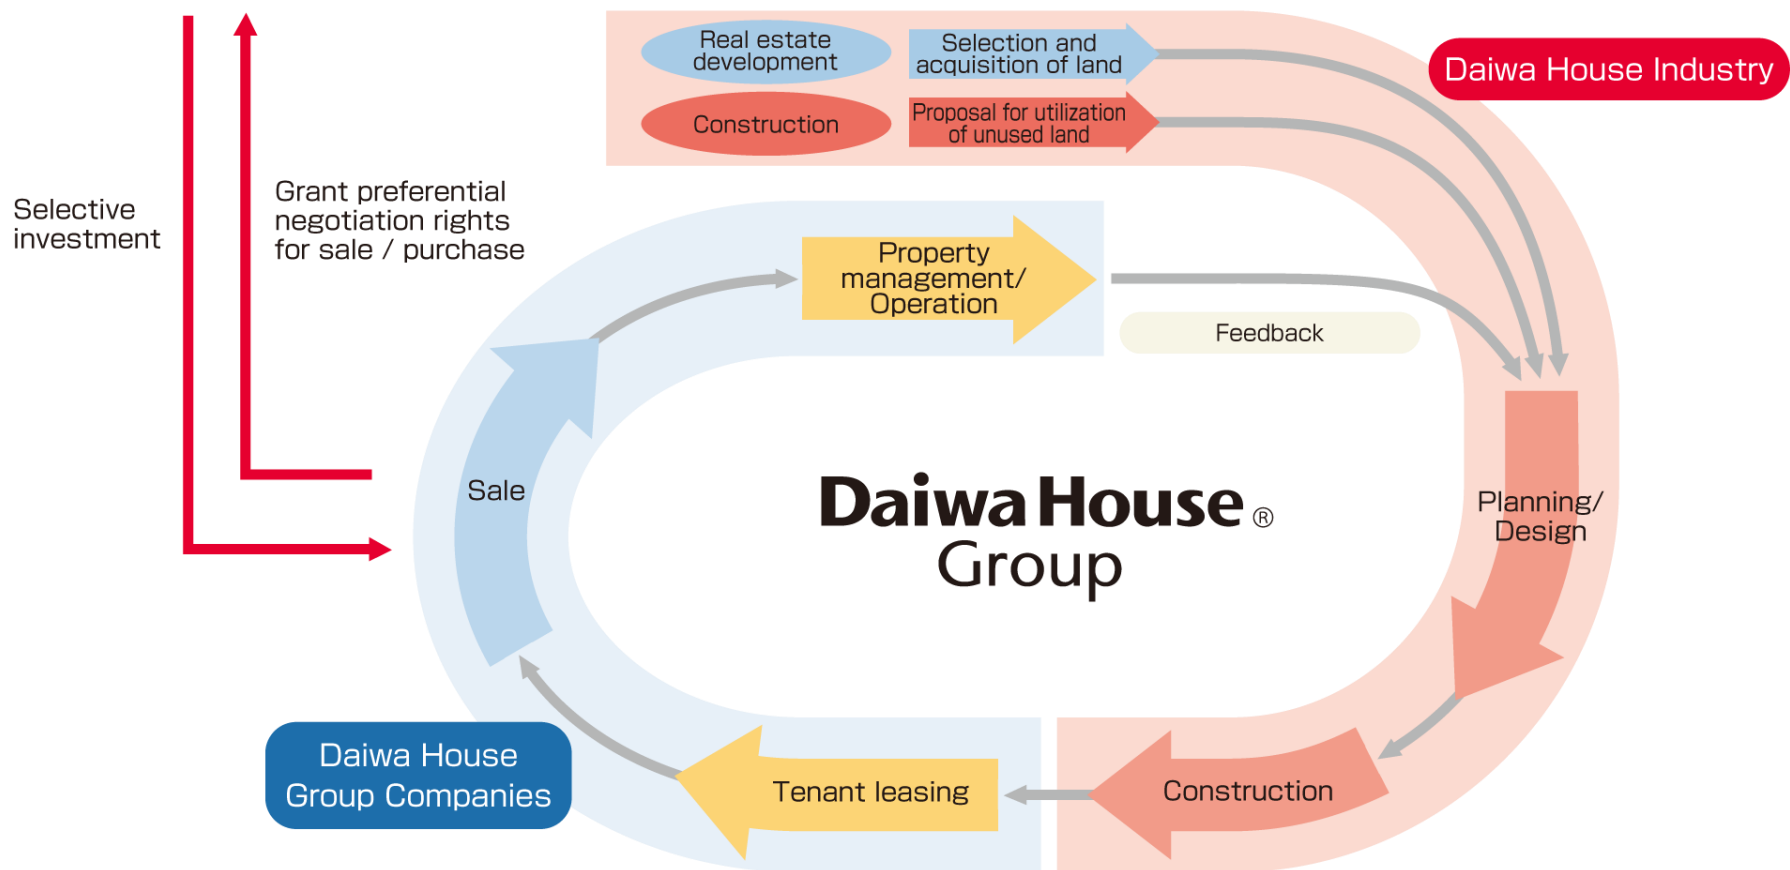 Real estate
development
Selection and
acquisition of land
Daiwa House Industry
Construction
Proposal for utilization
of unused land
Selective
investment
Grant preferential
negotiation rights
for sale / purchase
Property
management/
Operation
Feedback
Sale
Daiwa House ®
Group
Planning/
Design
Daiwa House
Group Companies
Tenant leasing
Construction